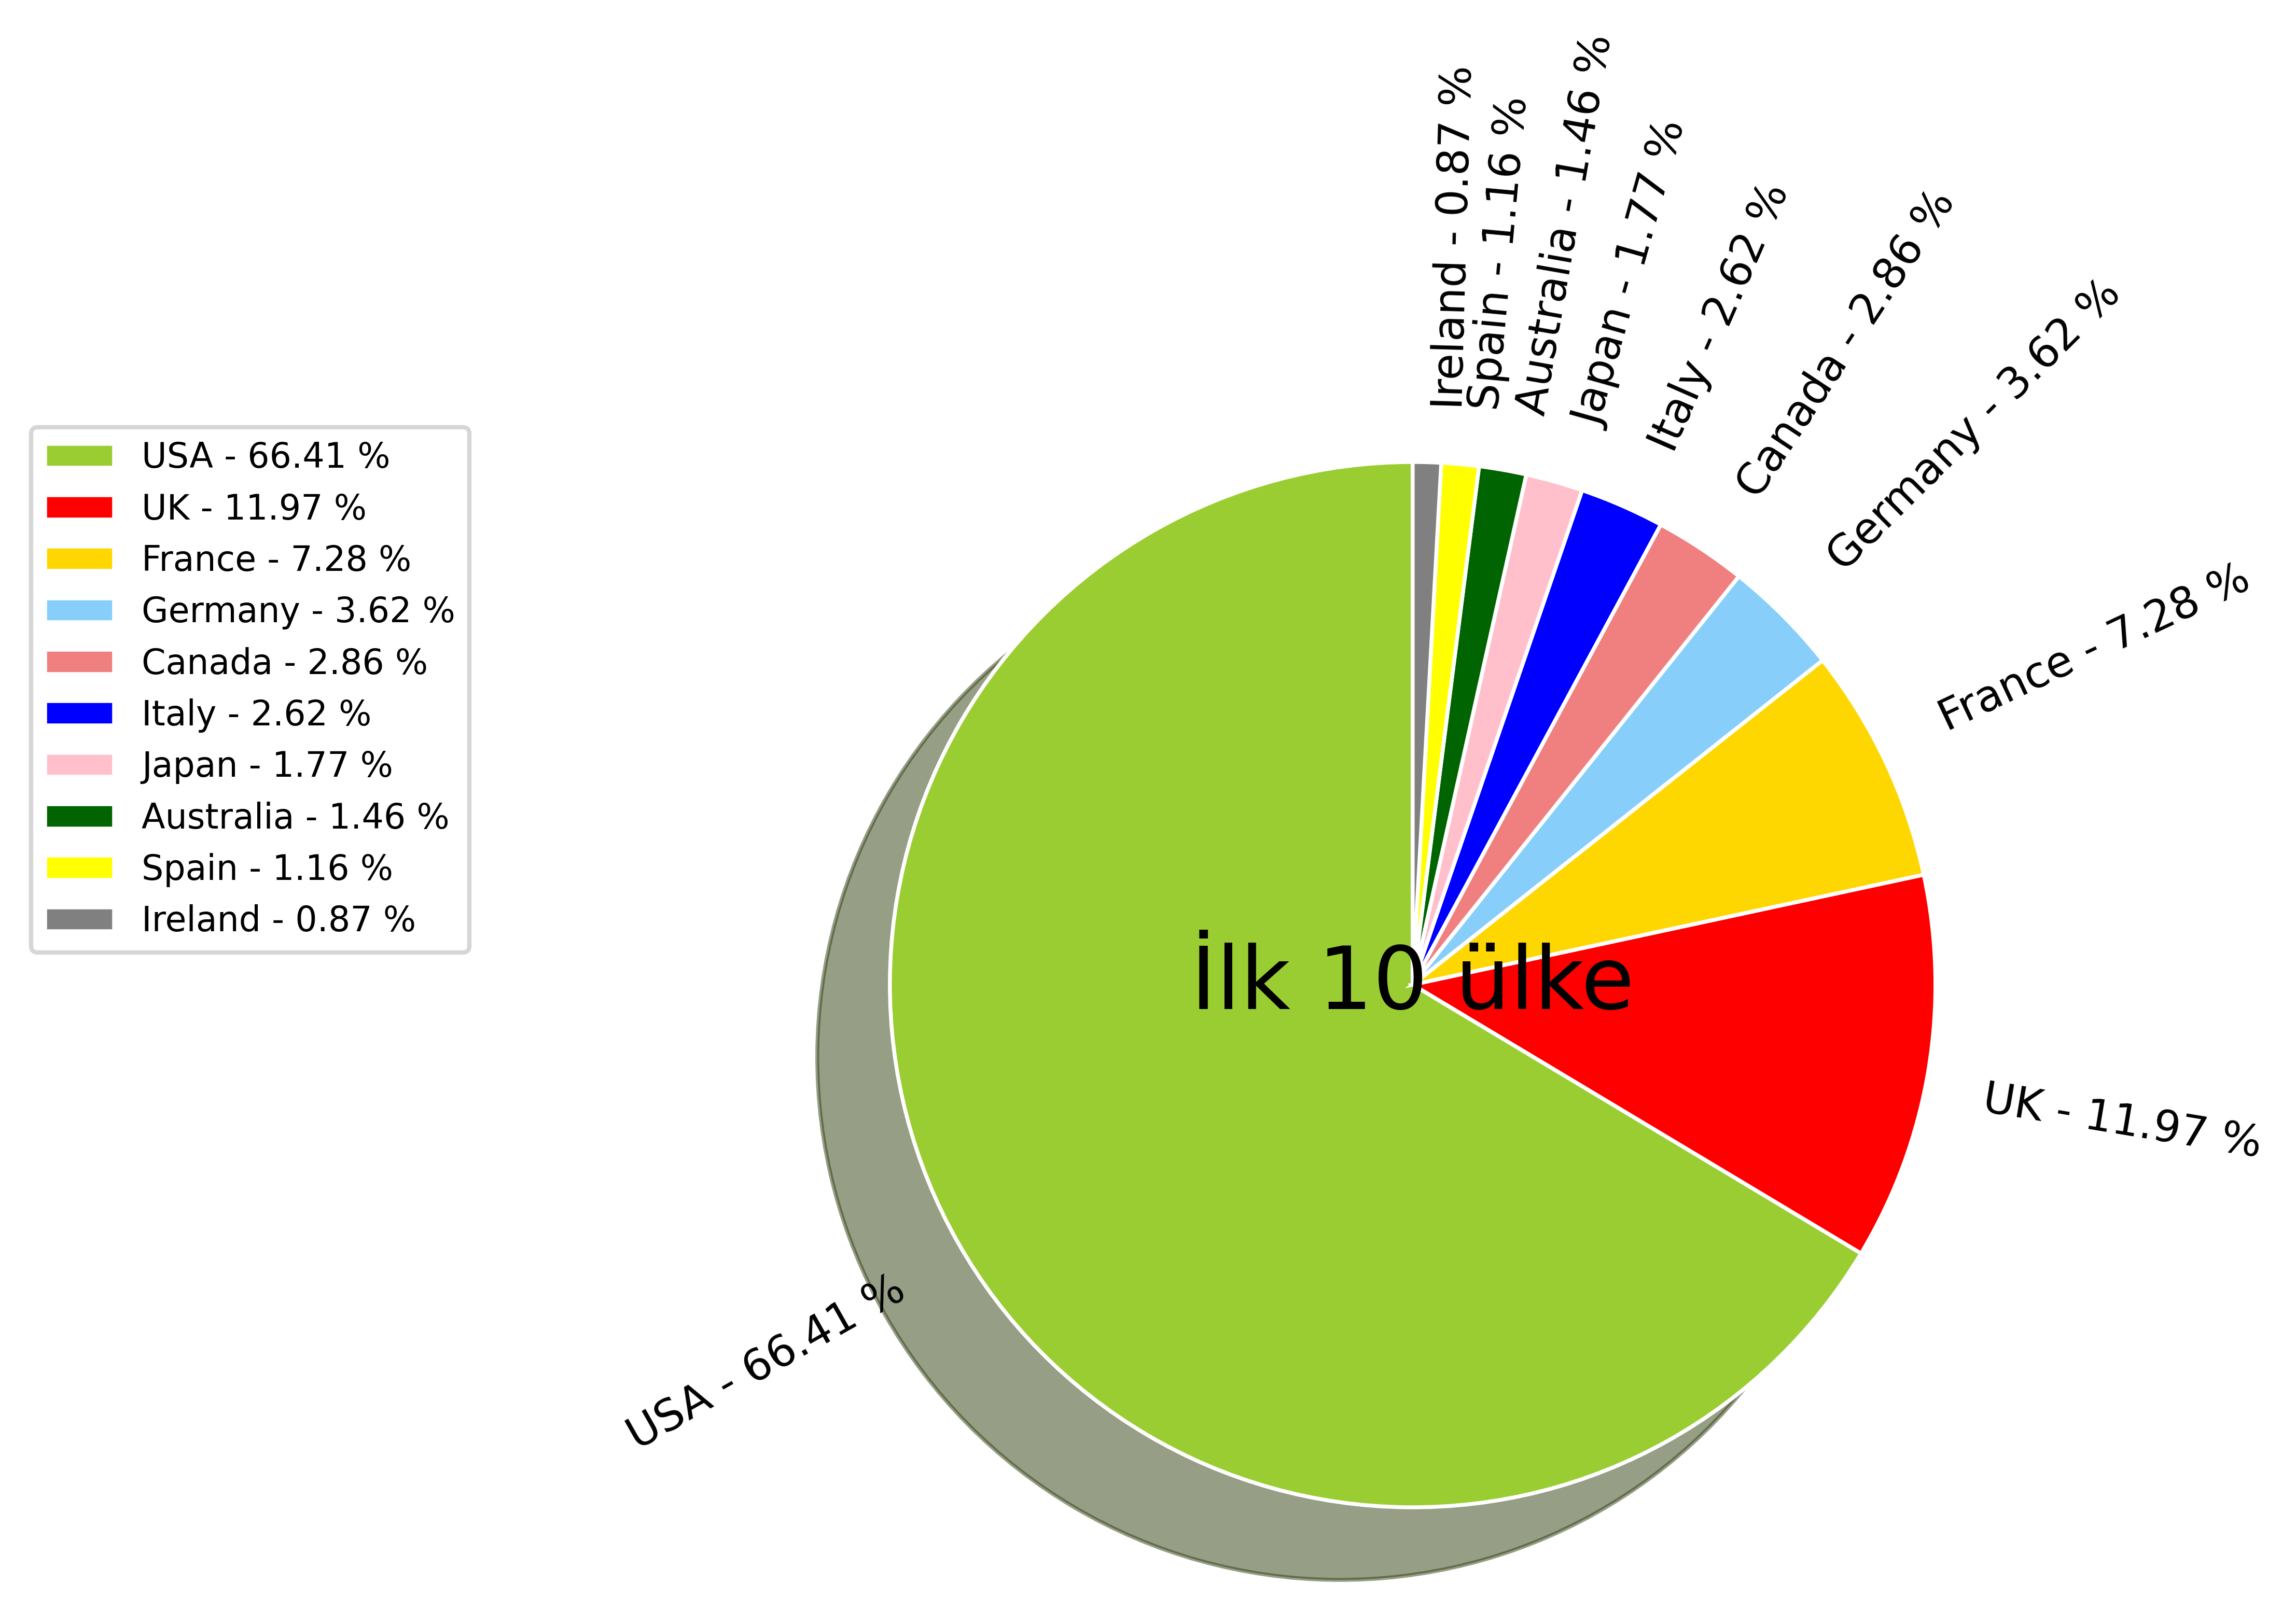 Ireland - 0.87 %
Spain - 1.16 %
Australia - 1.46 %
Japan - 1.77 %
Italy - 2.62 %
Canada - 2.86 %
Germany - 3.62 %
France - 7.28 %
UK - 11.97 %
USA - 66.41 %
İlk 10 ülke
USA - 66.41 %
UK - 11.97 %
France - 7.28 %
Germany - 3.62 %
Canada - 2.86 %
Italy - 2.62 %
Japan - 1.77 %
Australia - 1.46 %
Spain - 1.16 %
Ireland - 0.87 %